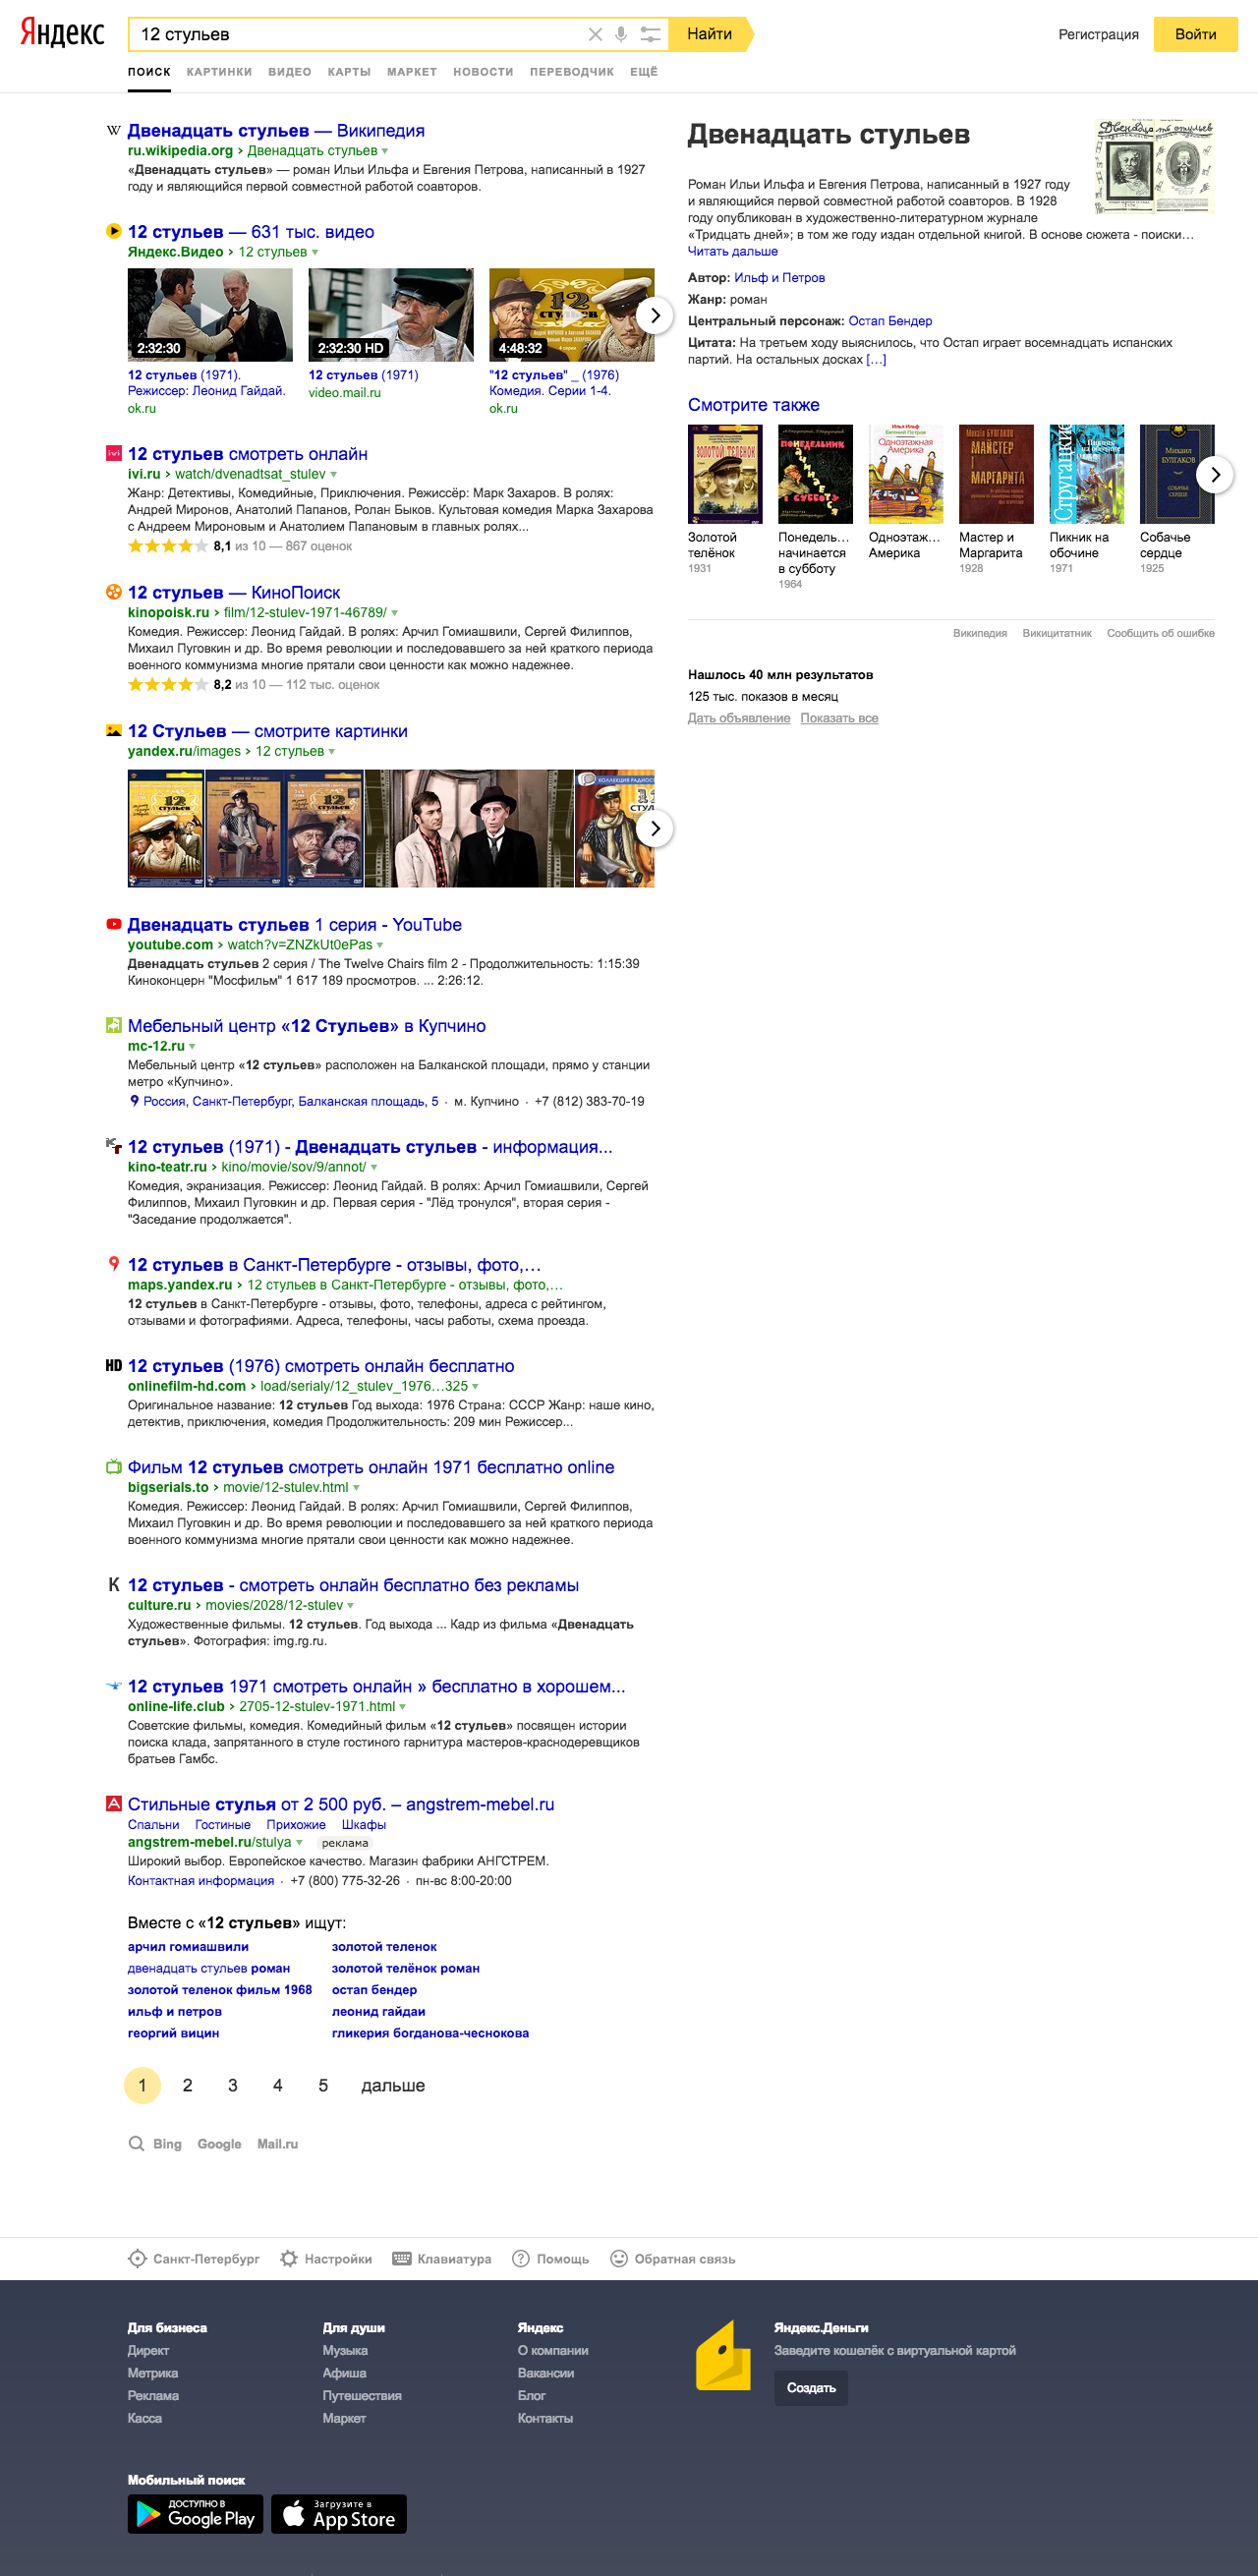 Яндекс
12 стульев
Найти
Регистрация
Войти
ПОИСК КАРТИНКИ ВИДЕО КАРТЫ МАРКЕТ НОВОСТИ ПЕРЕВОДЧИК ЕЩЁ
Двенадцать стульев — Википедия
ru.wikipedia.org › Двенадцать стульев
«Двенадцать стульев» — роман Ильи Ильфа и Евгения Петрова, написанный в 1927
году и являющийся первой совместной работой соавторов.
12 стульев — 631 тыс. видео
Яндекс.Видео › 12 стульев
2:32:30
2:32:30 HD
12 стульев
4:48:32
12 стульев (1971).
Режиссер: Леонид Гайдай.
ok.ru
12 стульев (1971)
video.mail.ru
"12 стульев" _ (1976)
Комедия. Серии 1-4.
ok.ru
ivi
12 стульев смотреть онлайн
ivi.ru › watch/dvenadtsat_stulev
Жанр: Детективы, Комедийные, Приключения. Режиссёр: Марк Захаров. В ролях:
Андрей Миронов, Анатолий Папанов, Ролан Быков. Культовая комедия Марка Захарова
с Андреем Мироновым и Анатолием Папановым в главных ролях...
8,1 из 10 — 867 оценок
12 стульев — КиноПоиск
kinopoisk.ru › film/12-stulev-1971-46789/
Комедия. Режиссер: Леонид Гайдай. В ролях: Арчил Гомиашвили, Сергей Филиппов,
Михаил Пуговкин и др. Во время революции и последовавшего за ней краткого периода
военного коммунизма многие прятали свои ценности как можно надежнее.
8,2 из 10 — 112 тыс. оценок
12 Стульев — смотрите картинки
yandex.ru/images › 12 стульев
Двенадцать стульев 1 серия - YouTube
youtube.com › watch?v=ZNZkUt0ePas
Двенадцать стульев 2 серия / The Twelve Chairs film 2 - Продолжительность: 1:15:39
Киноконцерн "Мосфильм" 1 617 189 просмотров. ... 2:26:12.
Мебельный центр «12 Стульев» в Купчино
mc-12.ru
Мебельный центр «12 стульев» расположен на Балканской площади, прямо у станции
метро «Купчино».
Россия, Санкт-Петербург, Балканская площадь, 5 · м. Купчино · +7 (812) 383-70-19
12 стульев (1971) - Двенадцать стульев - информация...
kino-teatr.ru › kino/movie/sov/9/annot/
Комедия, экранизация. Режиссер: Леонид Гайдай. В ролях: Арчил Гомиашвили, Сергей
Филиппов, Михаил Пуговкин и др. Первая серия - "Лёд тронулся", вторая серия -
"Заседание продолжается".
12 стульев в Санкт-Петербурге - отзывы, фото,…
maps.yandex.ru › 12 стульев в Санкт-Петербурге - отзывы, фото,…
12 стульев в Санкт-Петербурге - отзывы, фото, телефоны, адреса с рейтингом,
отзывами и фотографиями. Адреса, телефоны, часы работы, схема проезда.
HD 12 стульев (1976) смотреть онлайн бесплатно
onlinefilm-hd.com › load/serialy/12_stulev_1976…325
Оригинальное название: 12 стульев Год выхода: 1976 Страна: СССР Жанр: наше кино,
детектив, приключения, комедия Продолжительность: 209 мин Режиссер...
Фильм 12 стульев смотреть онлайн 1971 бесплатно online
bigserials.to › movie/12-stulev.html
Комедия. Режиссер: Леонид Гайдай. В ролях: Арчил Гомиашвили, Сергей Филиппов,
Михаил Пуговкин и др. Во время революции и последовавшего за ней краткого периода
военного коммунизма многие прятали свои ценности как можно надежнее.
К 12 стульев - смотреть онлайн бесплатно без рекламы
culture.ru › movies/2028/12-stulev
Художественные фильмы. 12 стульев. Год выхода ... Кадр из фильма «Двенадцать
стульев». Фотография: img.rg.ru.
12 стульев 1971 смотреть онлайн » бесплатно в хорошем...
online-life.club › 2705-12-stulev-1971.html
Советские фильмы, комедия. Комедийный фильм «12 стульев» посвящен истории
поиска клада, запрятанного в стуле гостиного гарнитура мастеров-краснодеревщиков
братьев Гамбс.
Стильные стулья от 2 500 руб. – angstrem-mebel.ru
Спальни Гостиные Прихожие Шкафы
angstrem-mebel.ru/stulya реклама
Широкий выбор. Европейское качество. Магазин фабрики АНГСТРЕМ.
Контактная информация · +7 (800) 775-32-26 · пн-вс 8:00-20:00
Вместе с «12 стульев» ищут:
арчил гомиашвили
двенадцать стульев роман
золотой теленок фильм 1968
ильф и петров
георгий вицин
золотой теленок
золотой телёнок роман
остап бендер
леонид гайдаи
гликерия богданова-чеснокова
1 2 3 4 5 дальше
Bing Google Mail.ru
Двенадцать стульев
Роман Ильи Ильфа и Евгения Петрова, написанный в 1927 году
и являющийся первой совместной работой соавторов. В 1928
году опубликован в художественно-литературном журнале
«Тридцать дней»; в том же году издан отдельной книгой. В основе сюжета - поиски…
Читать дальше
Автор: Ильф и Петров
Жанр: роман
Центральный персонаж: Остап Бендер
Цитата: На третьем ходу выяснилось, что Остап играет восемнадцать испанских
партий. На остальных досках [...]
Смотрите также
Золотой
телёнок
1931
Понедель…
начинается
в субботу
1964
Одноэтаж…
Америка
Мастер и
Маргарита
1928
Пикник на
обочине
1971
Собачье
сердце
1925
Википедия Викицитатник Сообщить об ошибке
Нашлось 40 млн результатов
125 тыс. показов в месяц
Дать объявление Показать все
Санкт-Петербург Настройки Клавиатура Помощь Обратная связь
Для бизнеса
Директ
Метрика
Реклама
Касса
Для души
Музыка
Афиша
Путешествия
Маркет
Яндекс
О компании
Вакансии
Блог
Контакты
Яндекс.Деньги
Заведите кошелёк с виртуальной картой
Создать
Мобильный поиск
ДОСТУПНО В
Google Play
Загрузите в
App Store